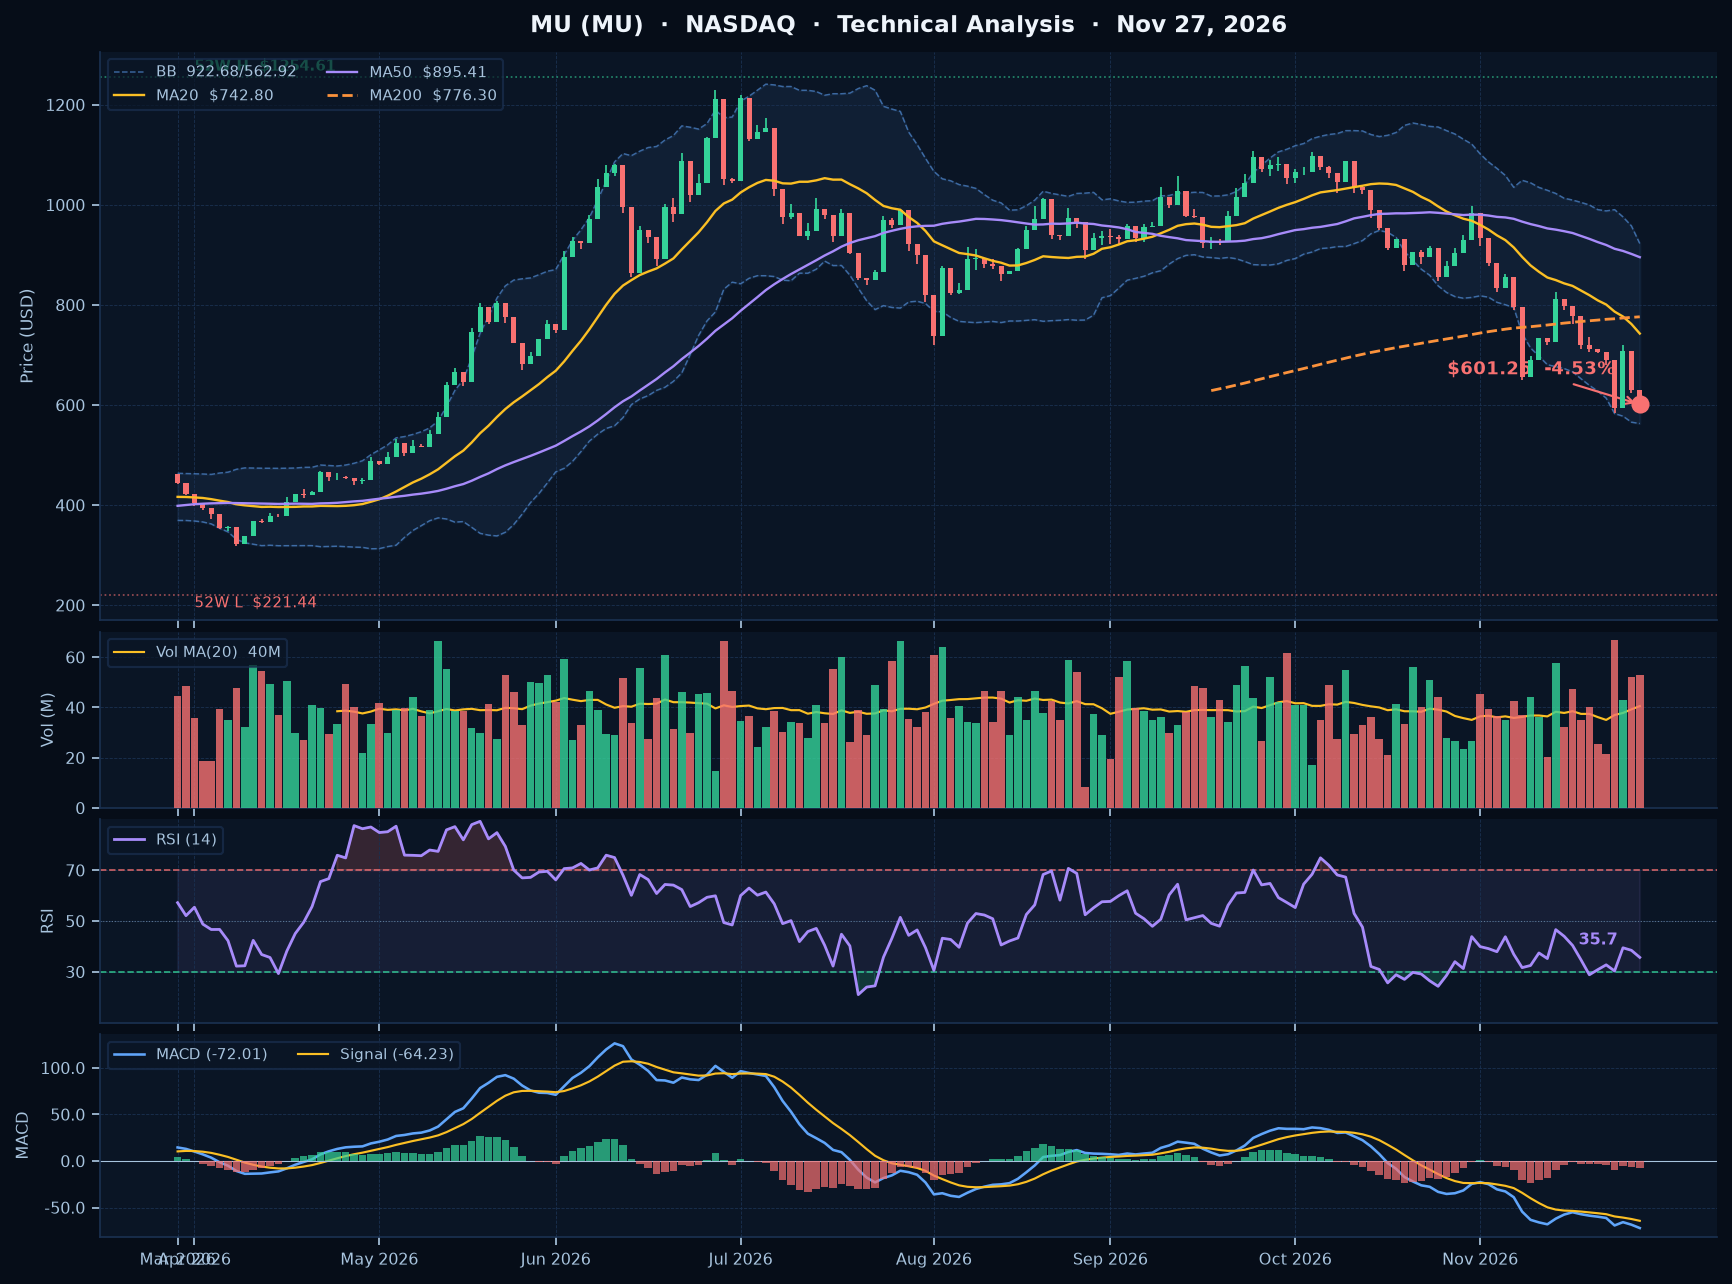 MU (MU) · NASDAQ · Technical Analysis · Nov 27, 2026
BB 922.68/562.92
MA20 $742.80
MA50 $895.41
MA200 $776.30
Price (USD)
1200
1000
800
600
400
200
-4.53%
52W L $221.44
Vol MA(20) 40M
Vol (M)
60
40
20
0
RSI (14)
RSI
70
50
30
35.7
MACD (-72.01)
Signal (-64.23)
MACD
100.0
50.0
0.0
-50.0
May 2026
Jun 2026
Jul 2026
Aug 2026
Sep 2026
Oct 2026
Nov 2026